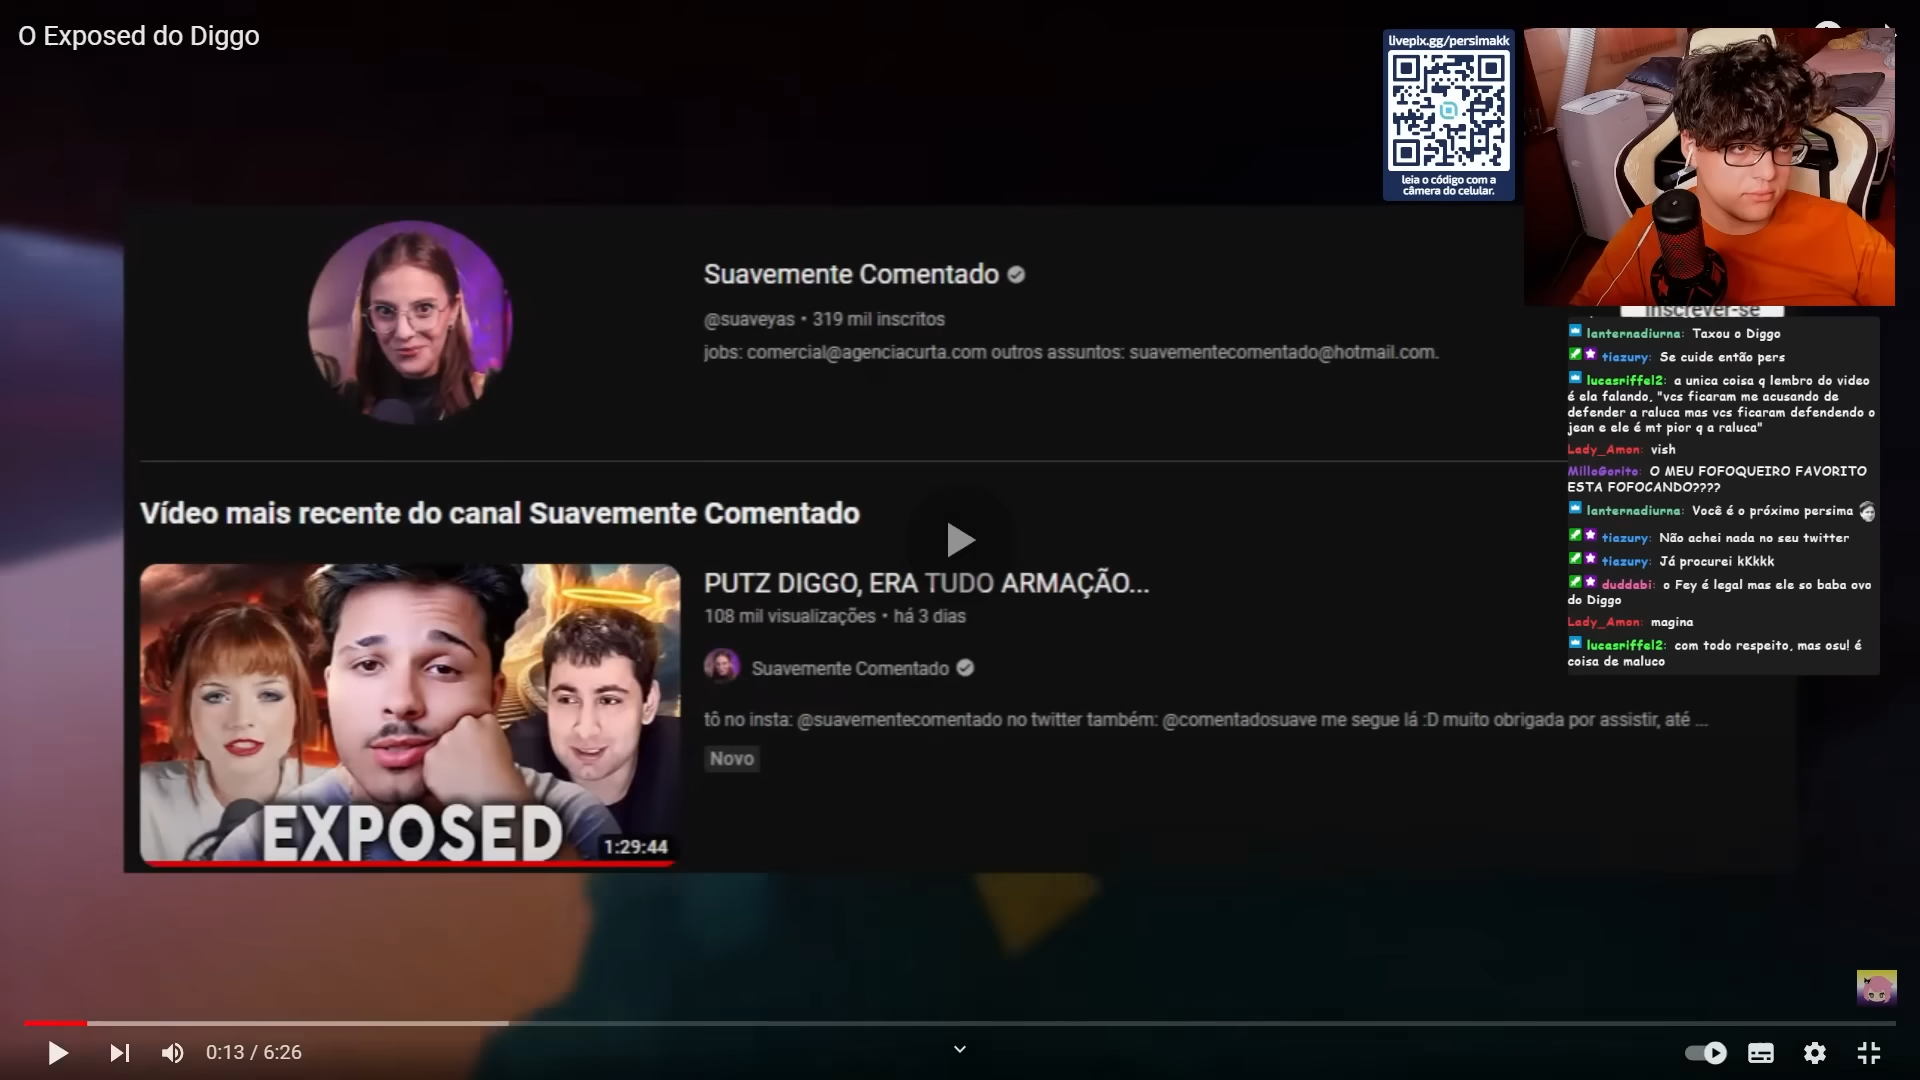 O Exposed do Diggo
livepix.gg/persimakk
leia o código com a
câmera do celular.
Suavemente Comentado
@suaveyas • 319 mil inscritos
jobs: comercial@agenciacurta.com outros assuntos: suavementecomentado@hotmail.com.
Inscrever-se
lanternadiurna: Taxou o Diggo
tiazury: Se cuide então pers
lucasriffel2: a unica coisa q lembro do video
é ela falando, "vcs ficaram me acusando de
defender a raluca mas vcs ficaram defendendo o
jean e ele é mt pior q a raluca"
Lady_Amon: vish
MilloGorito: O MEU FOFOQUEIRO FAVORITO
ESTA FOFOCANDO????
lanternadiurna: Você é o próximo persima
tiazury: Não achei nada no seu twitter
tiazury: Já procurei kKkkk
duddabi: o Fey é legal mas ele so baba ovo
do Diggo
Lady_Amon: magina
lucasriffel2: com todo respeito, mas osu! é
coisa de maluco
Vídeo mais recente do canal Suavemente Comentado
PUTZ DIGGO, ERA TUDO ARMAÇÃO...
108 mil visualizações • há 3 dias
Suavemente Comentado
tô no insta: @suavementecomentado no twitter também: @comentadosuave me segue lá :D muito obrigada por assistir, até ...
Novo
EXPOSED
1:29:44
0:13 / 6:26